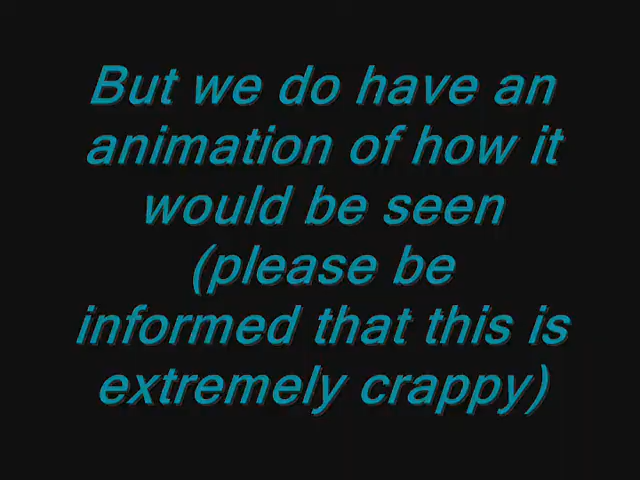 But we do have an
animation of how it
would be seen
(please be
informed that this is
extremely crappy)